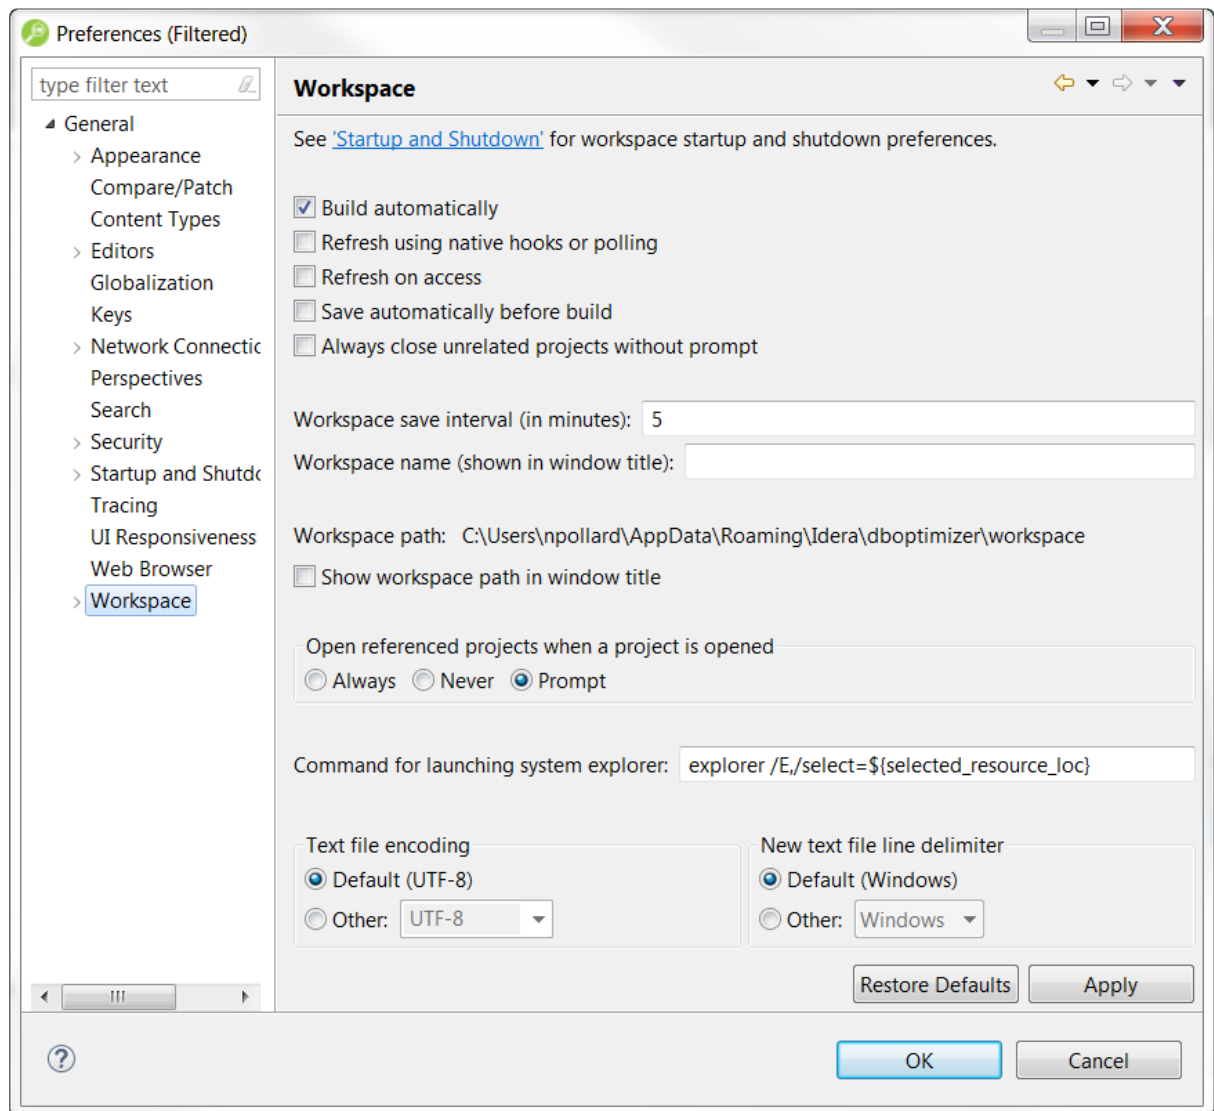 Preferences (Filtered)
type filter text
General
Appearance
Compare/Patch
Content Types
Editors
Globalization
Keys
Network Connectic
Perspectives
Search
Security
Startup and Shutdc
Tracing
UI Responsiveness
Web Browser
Workspace
Workspace
See 'Startup and Shutdown' for workspace startup and shutdown preferences.
Build automatically
Refresh using native hooks or polling
Refresh on access
Save automatically before build
Always close unrelated projects without prompt
Workspace save interval (in minutes): 5
Workspace name (shown in window title):
Workspace path: C:\Users\npollard\AppData\Roaming\Idera\dboptimizer\workspace
Show workspace path in window title
Open referenced projects when a project is opened
Always Never Prompt
Command for launching system explorer: explorer /E,/select=${selected_resource_loc}
Text file encoding
Default (UTF-8)
Other: UTF-8
New text file line delimiter
Default (Windows)
Other: Windows
Restore Defaults Apply
? OK Cancel